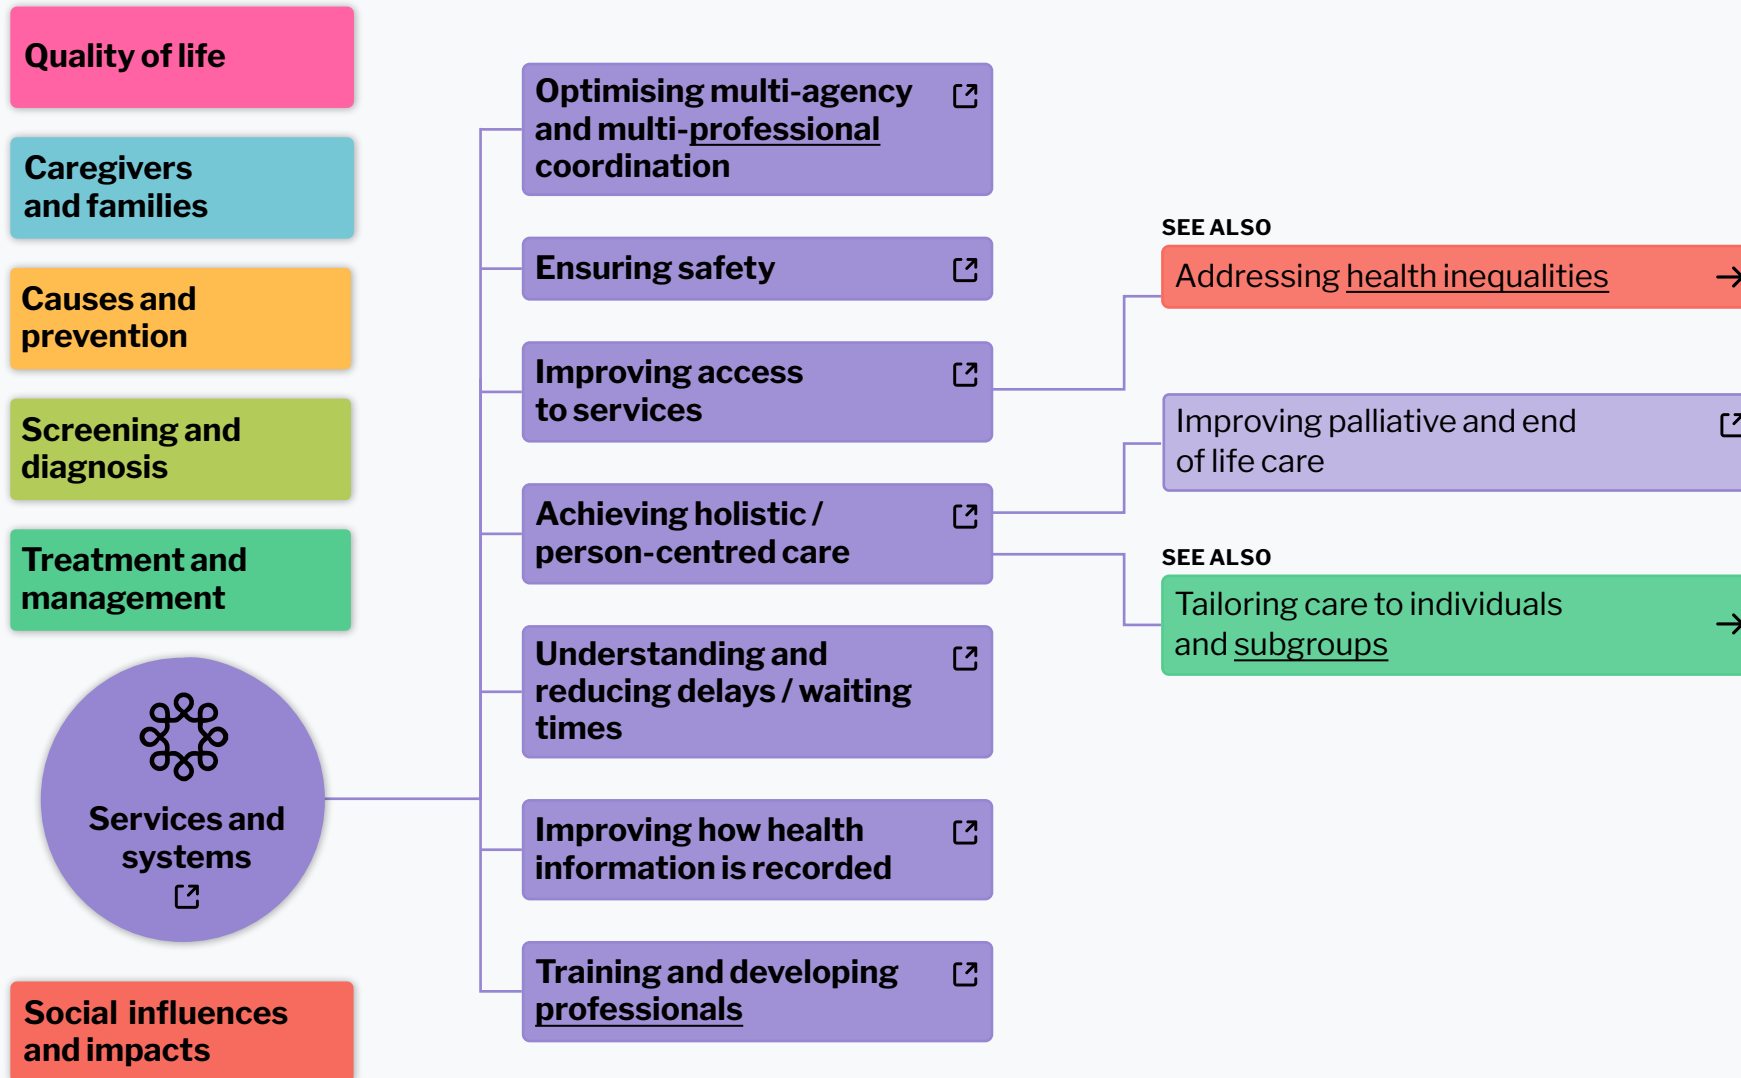 Quality of life
Caregivers
and families
Causes and
prevention
Screening and
diagnosis
Treatment and
management
Services and
systems
Social influences
and impacts
Optimising multi-agency
and multi-professional
coordination
Ensuring safety
Improving access
to services
Achieving holistic /
person-centred care
Understanding and
reducing delays / waiting
times
Improving how health
information is recorded
Training and developing
professionals
SEE ALSO
Addressing health inequalities
Improving palliative and end
of life care
SEE ALSO
Tailoring care to individuals
and subgroups